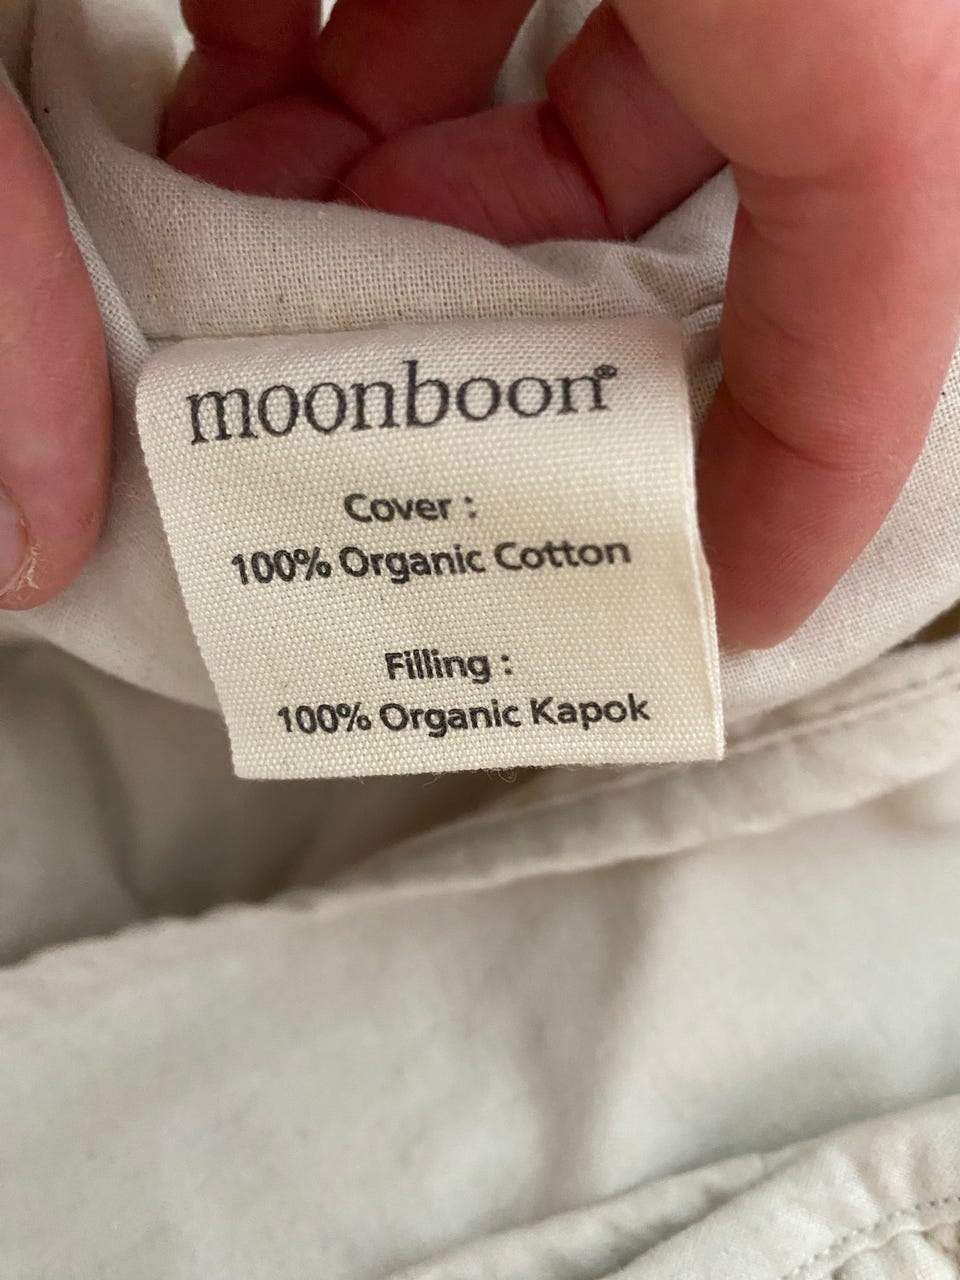 moonboon®
Cover :
100% Organic Cotton
Filling :
100% Organic Kapok